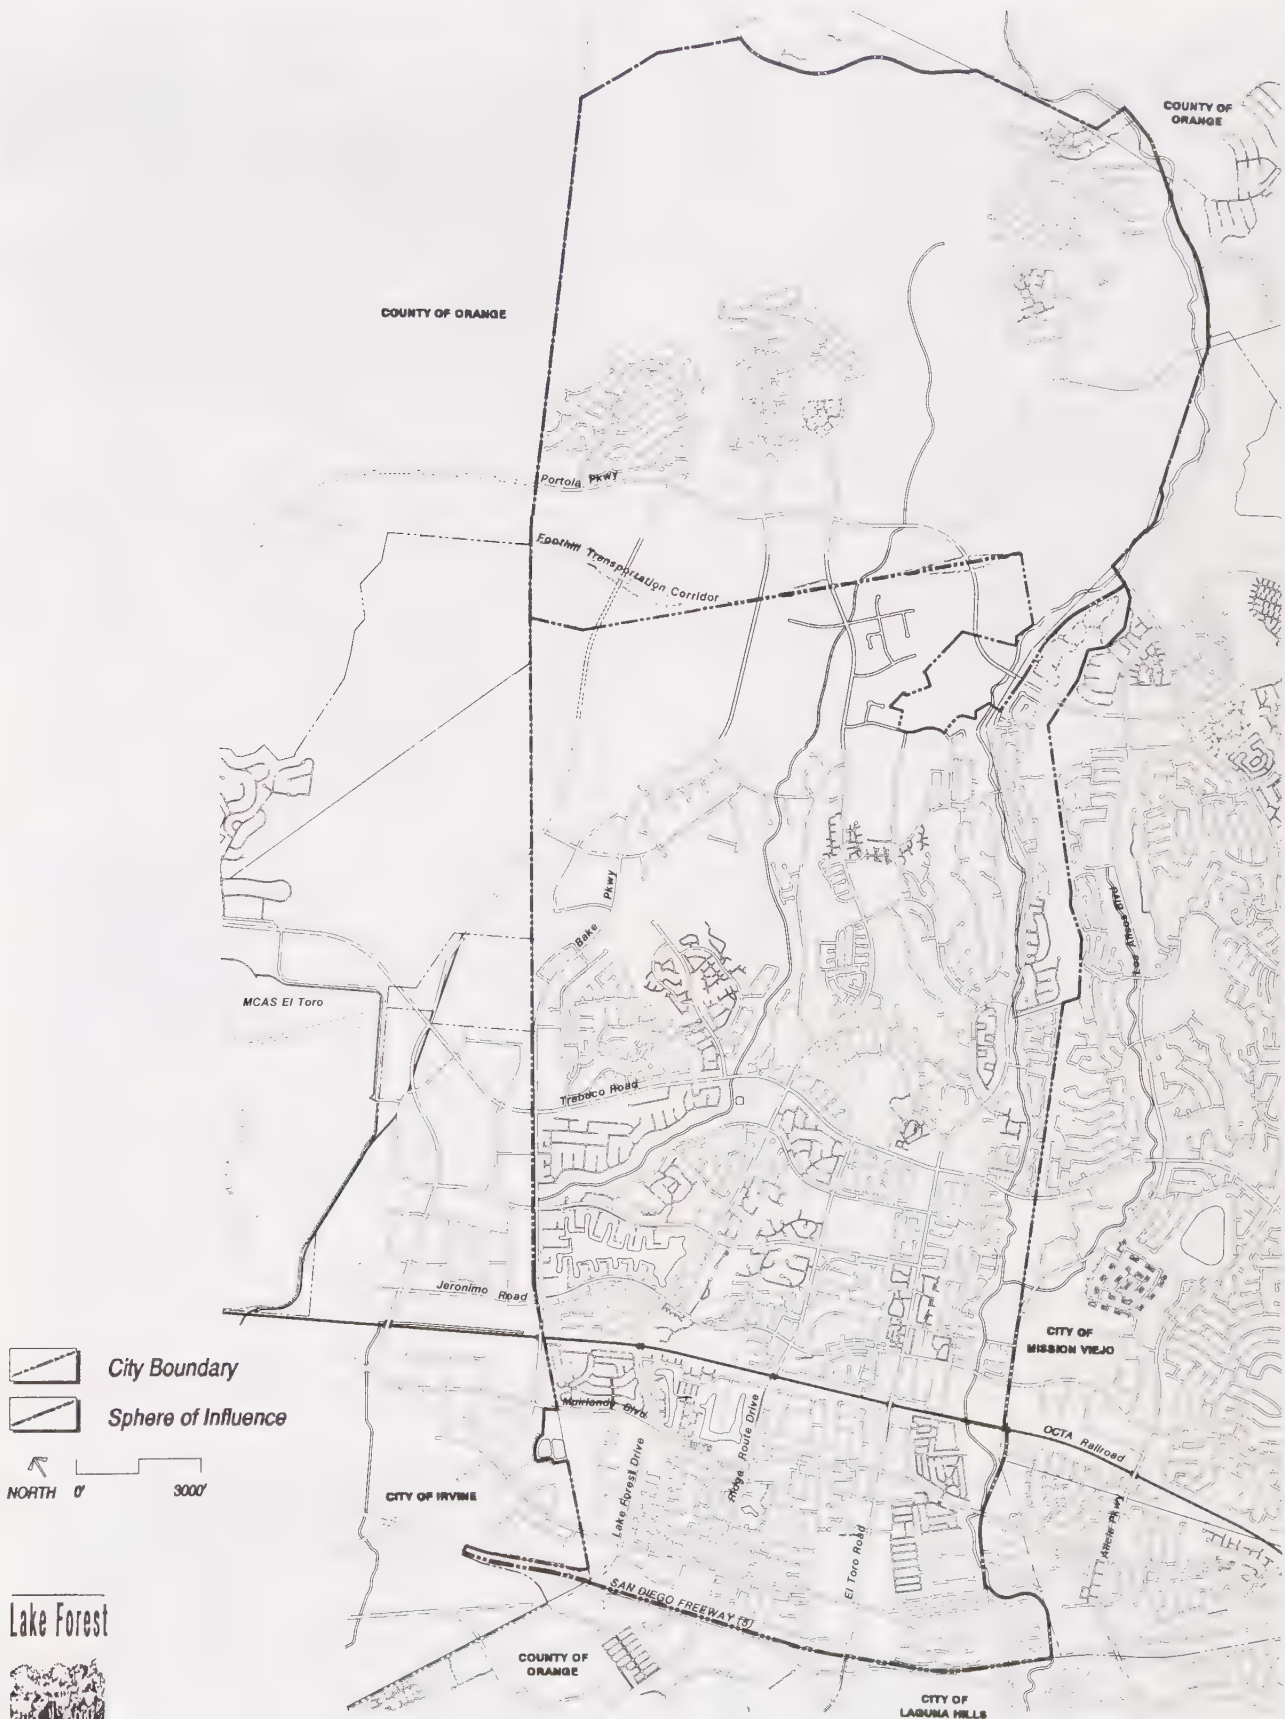 COUNTY OF
ORANGE
COUNTY OF ORANGE
Portola Pkwy
Foothill Transportation Corridor
Bake Pkwy
Los Alisos Blvd
MCAS El Toro
Trabuco Road
Jeronimo Road
CITY OF
MISSION VIEJO
City Boundary
Sphere of Influence
Muirlands Blvd
Ridge Route Drive
OCTA Railroad
Lake Forest Drive
NORTH 0' 3000'
CITY OF IRVINE
Alicia Pkwy
El Toro Road
SAN DIEGO FREEWAY (5)
Lake Forest
COUNTY OF
ORANGE
CITY OF
LAGUNA HILLS